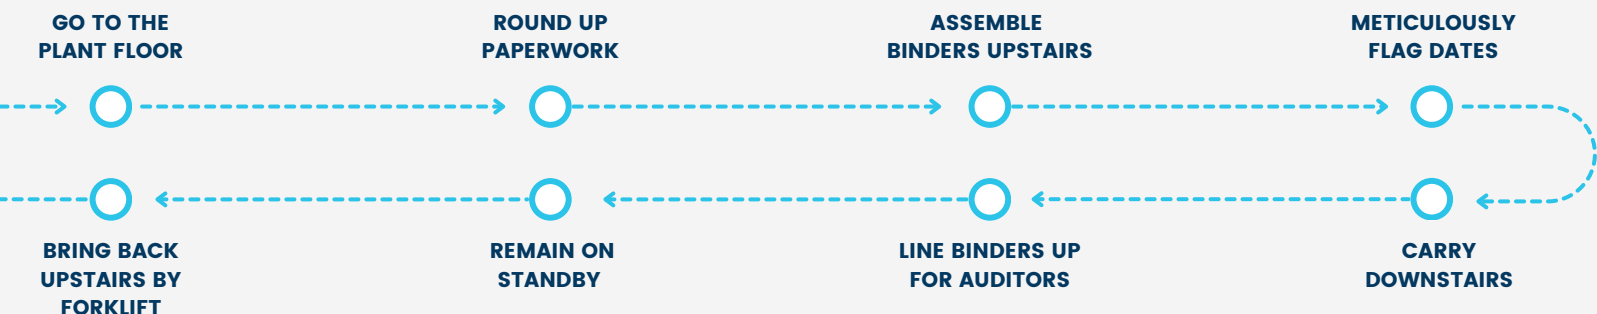 GO TO THE
PLANT FLOOR
ROUND UP
PAPERWORK
ASSEMBLE
BINDERS UPSTAIRS
METICULOUSLY
FLAG DATES
BRING BACK
UPSTAIRS BY
FORKLIFT
REMAIN ON
STANDBY
LINE BINDERS UP
FOR AUDITORS
CARRY
DOWNSTAIRS